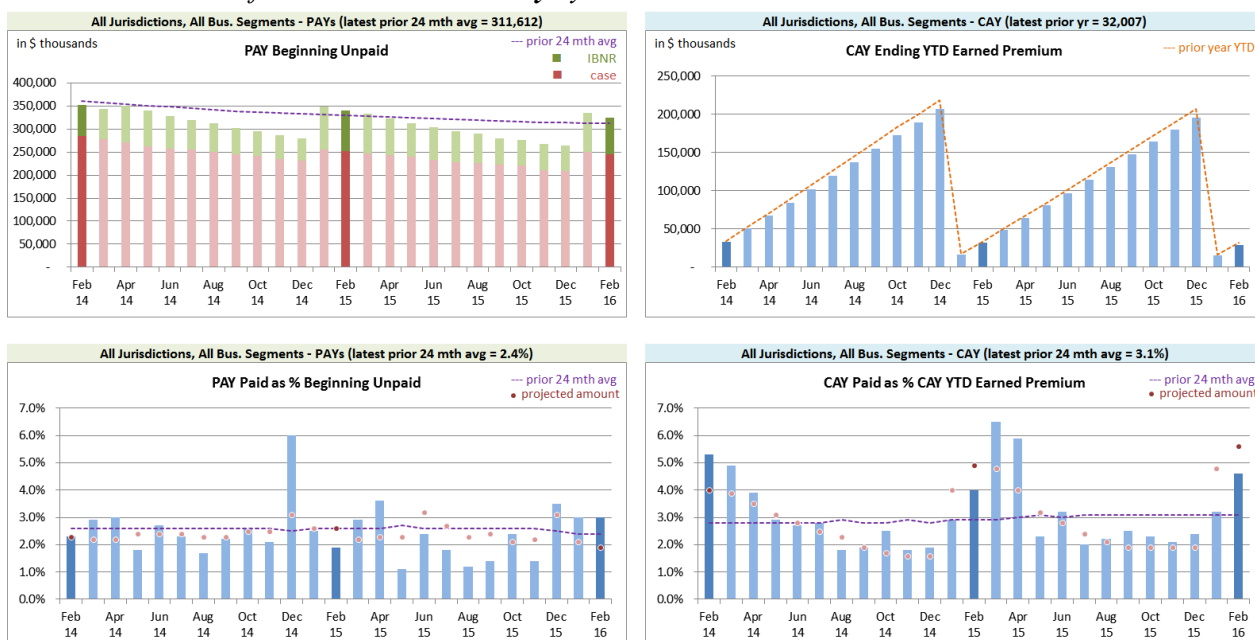 All Jurisdictions, All Bus. Segments - PAYs (latest prior 24 mth avg = 311,612)
in $ thousands
PAY Beginning Unpaid
--- prior 24 mth avg
IBNR
case
400,000
350,000
300,000
250,000
200,000
150,000
100,000
50,000
-
Feb Apr Jun Aug Oct Dec Feb Apr Jun Aug Oct Dec Feb
14 14 14 14 14 14 15 15 15 15 15 15 16
All Jurisdictions, All Bus. Segments - CAY (latest prior yr = 32,007)
in $ thousands
CAY Ending YTD Earned Premium
--- prior year YTD
250,000
200,000
150,000
100,000
50,000
-
Feb Apr Jun Aug Oct Dec Feb Apr Jun Aug Oct Dec Feb
14 14 14 14 14 14 15 15 15 15 15 15 16
All Jurisdictions, All Bus. Segments - PAYs (latest prior 24 mth avg = 2.4%)
PAY Paid as % Beginning Unpaid
--- prior 24 mth avg
projected amount
7.0%
6.0%
5.0%
4.0%
3.0%
2.0%
1.0%
0.0%
Feb Apr Jun Aug Oct Dec Feb Apr Jun Aug Oct Dec Feb
14 14 14 14 14 14 15 15 15 15 15 15 16
All Jurisdictions, All Bus. Segments - CAY (latest prior 24 mth avg = 3.1%)
CAY Paid as % CAY YTD Earned Premium
--- prior 24 mth avg
projected amount
7.0%
6.0%
5.0%
4.0%
3.0%
2.0%
1.0%
0.0%
Feb Apr Jun Aug Oct Dec Feb Apr Jun Aug Oct Dec Feb
14 14 14 14 14 14 15 15 15 15 15 15 16